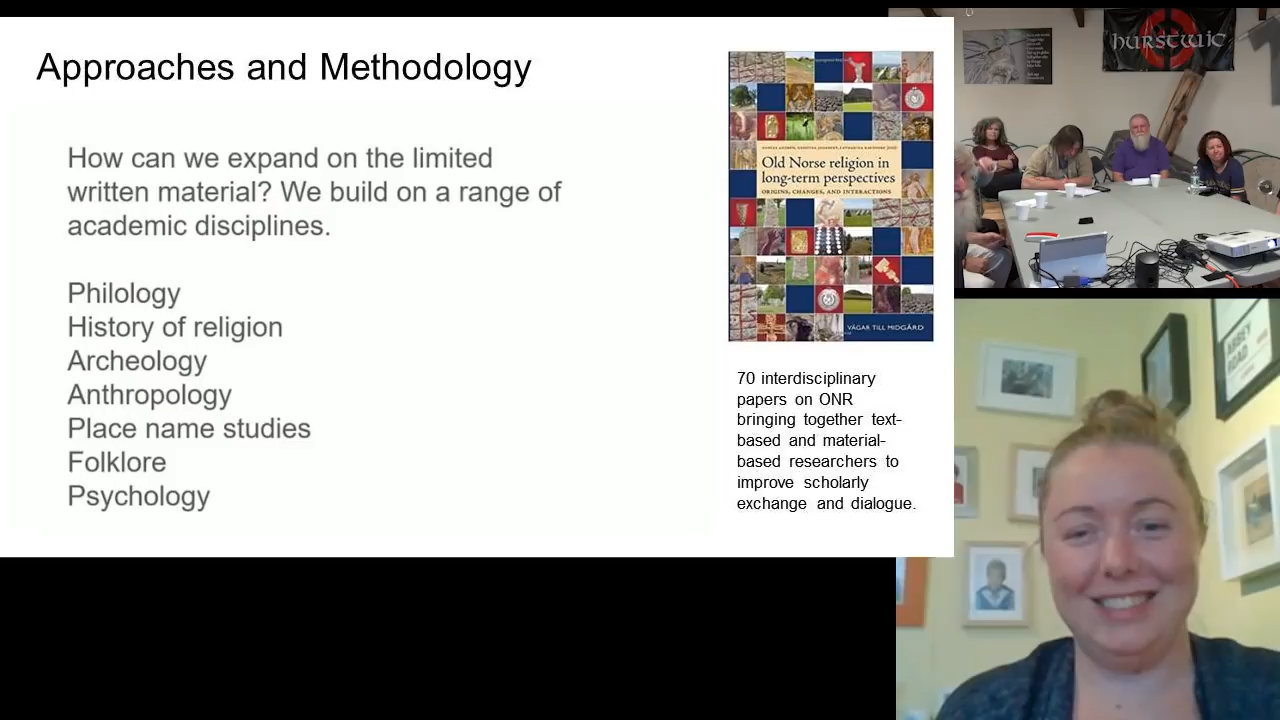 Approaches and Methodology
How can we expand on the limited
written material? We build on a range of
academic disciplines.
Philology
History of religion
Archeology
Anthropology
Place name studies
Folklore
Psychology
Old Norse religion in
long-term perspectives
ORIGINS, CHANGES, AND INTERACTIONS
VÄGAR TILL MIDGÅRD
70 interdisciplinary
papers on ONR
bringing together text-
based and material-
based researchers to
improve scholarly
exchange and dialogue.
hurstwic
ABBEY
ROAD